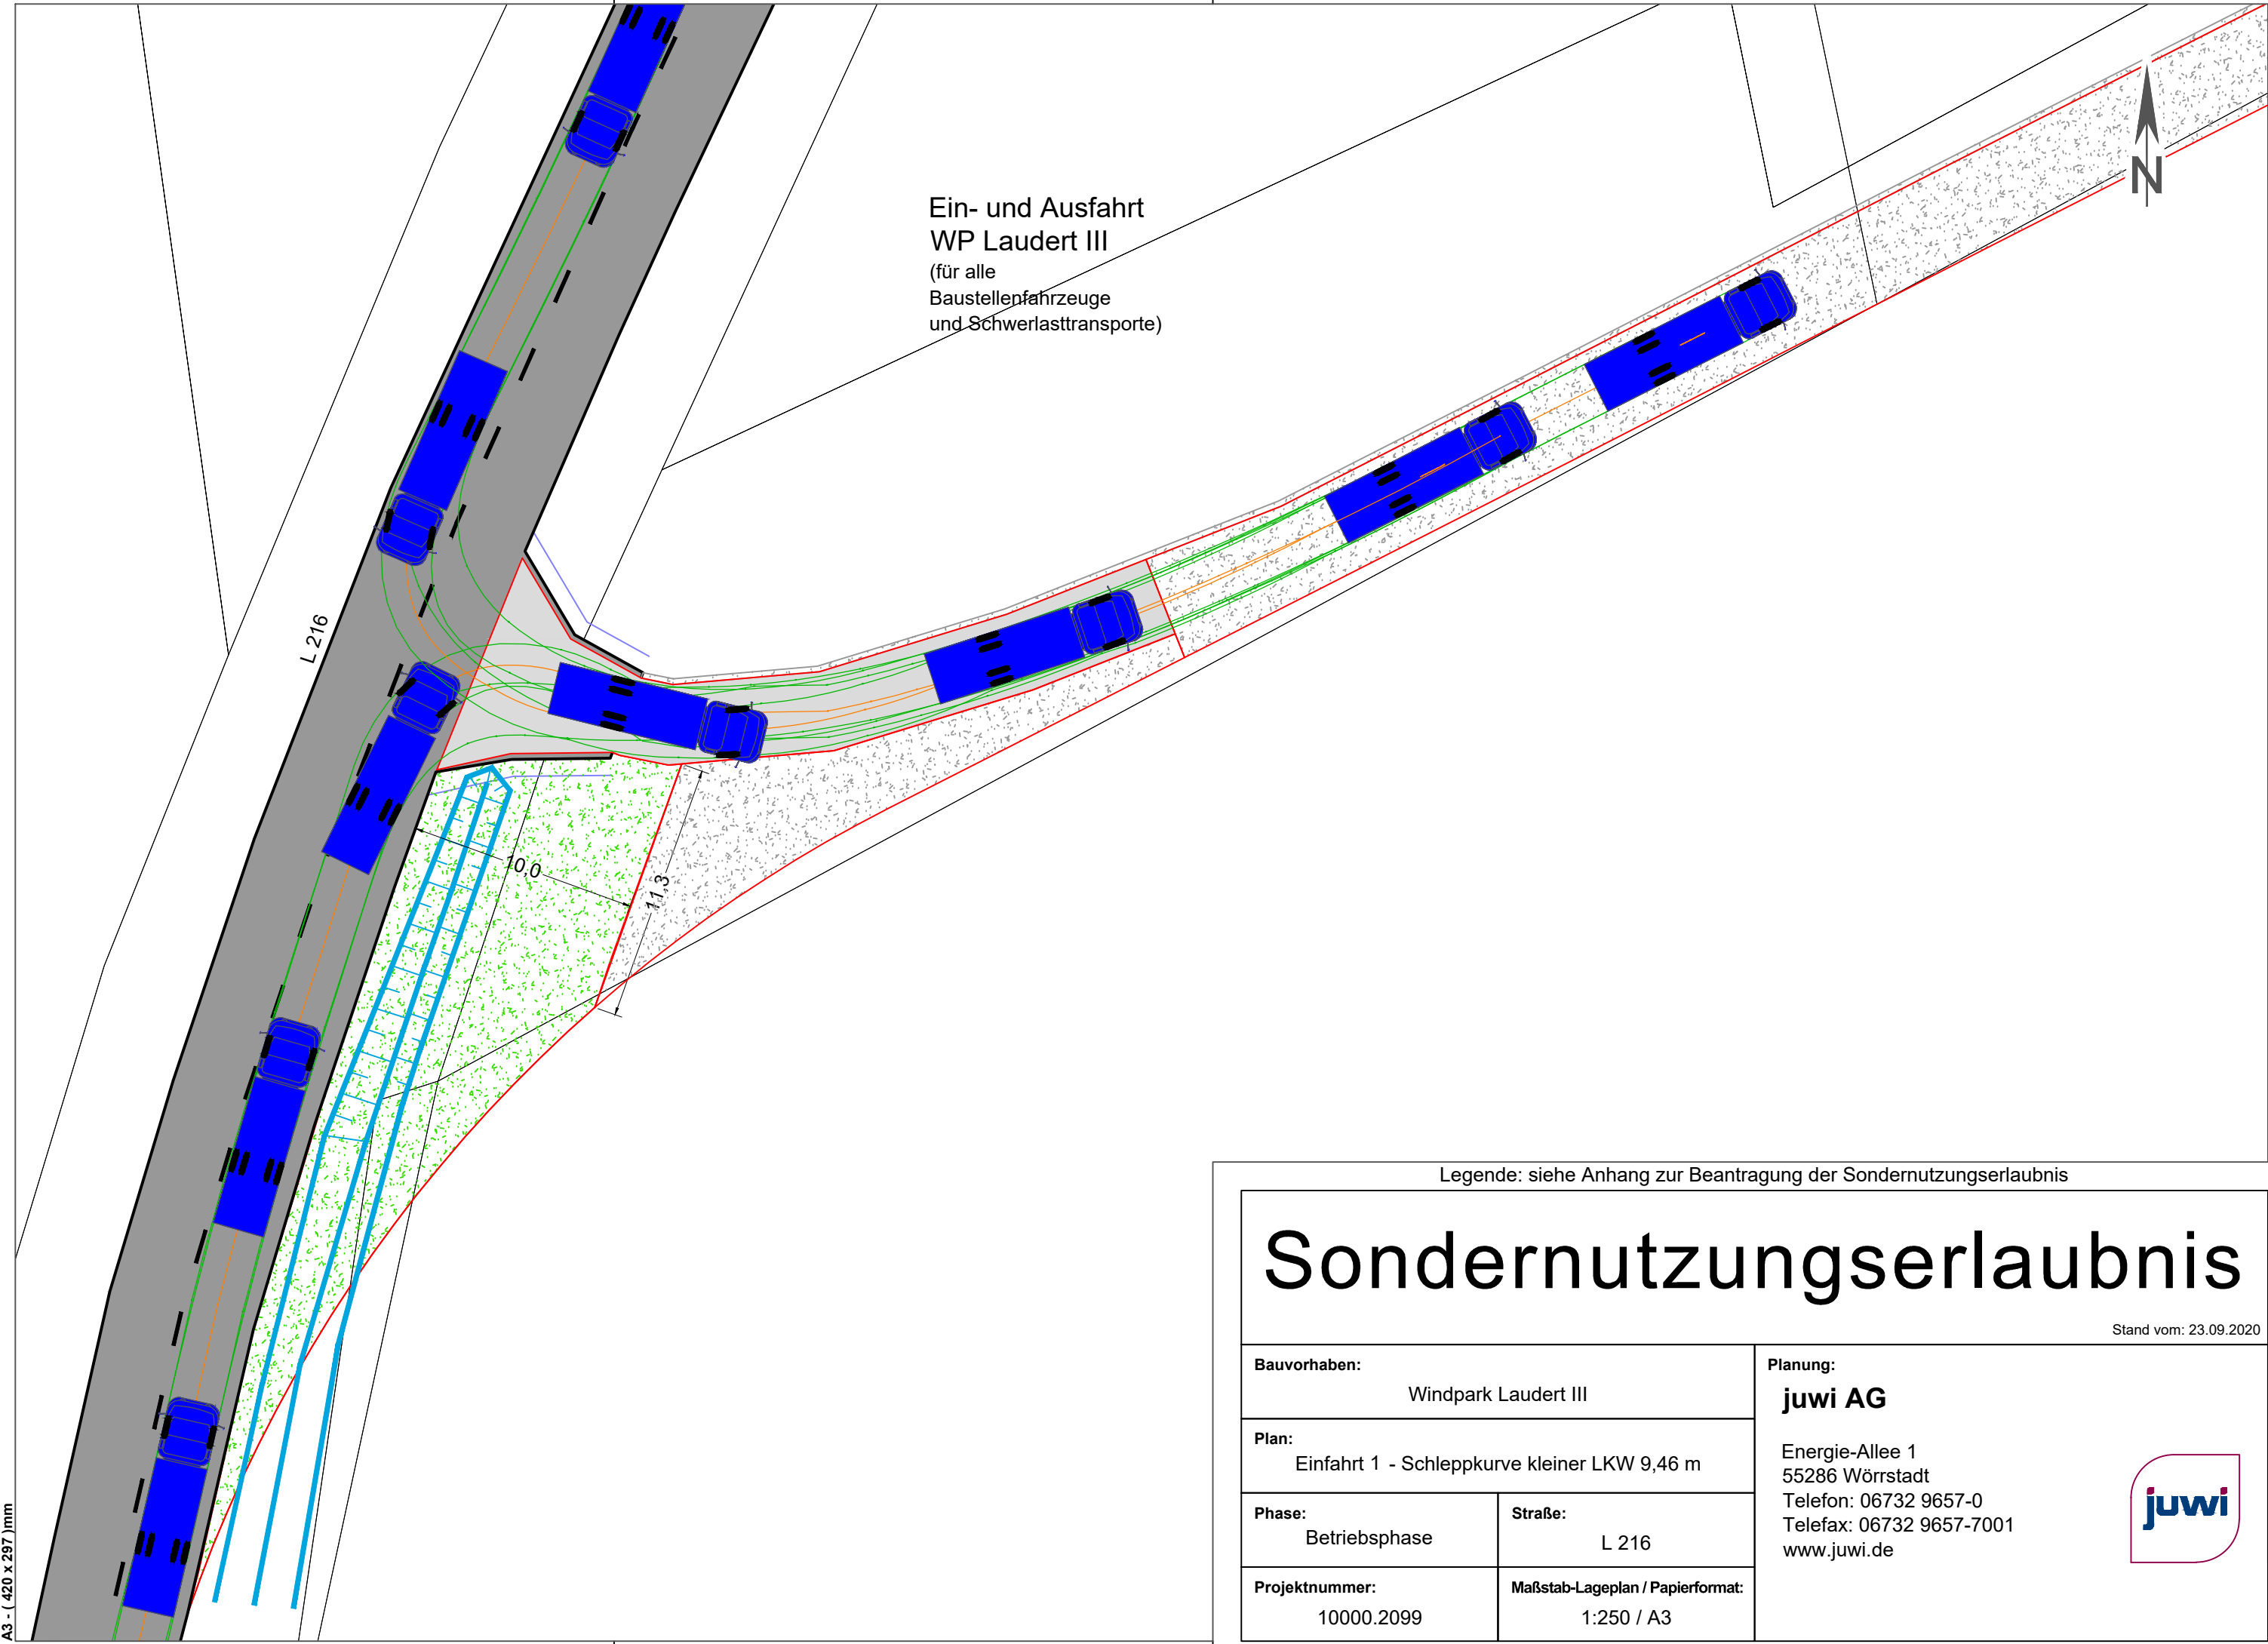 Ein- und Ausfahrt
WP Laudert III
(für alle
Baustellenfahrzeuge
und Schwerlasttransporte)
N
L 216
10,0
11,3
A3 - ( 420 x 297 )mm
Legende: siehe Anhang zur Beantragung der Sondernutzungserlaubnis
Sondernutzungserlaubnis
Stand vom: 23.09.2020
Bauvorhaben:
Windpark Laudert III
Plan:
Einfahrt 1 - Schleppkurve kleiner LKW 9,46 m
Phase:
Betriebsphase
Straße:
L 216
Projektnummer:
10000.2099
Maßstab-Lageplan / Papierformat:
1:250 / A3
Planung:
juwi AG
Energie-Allee 1
55286 Wörrstadt
Telefon: 06732 9657-0
Telefax: 06732 9657-7001
www.juwi.de
juwi